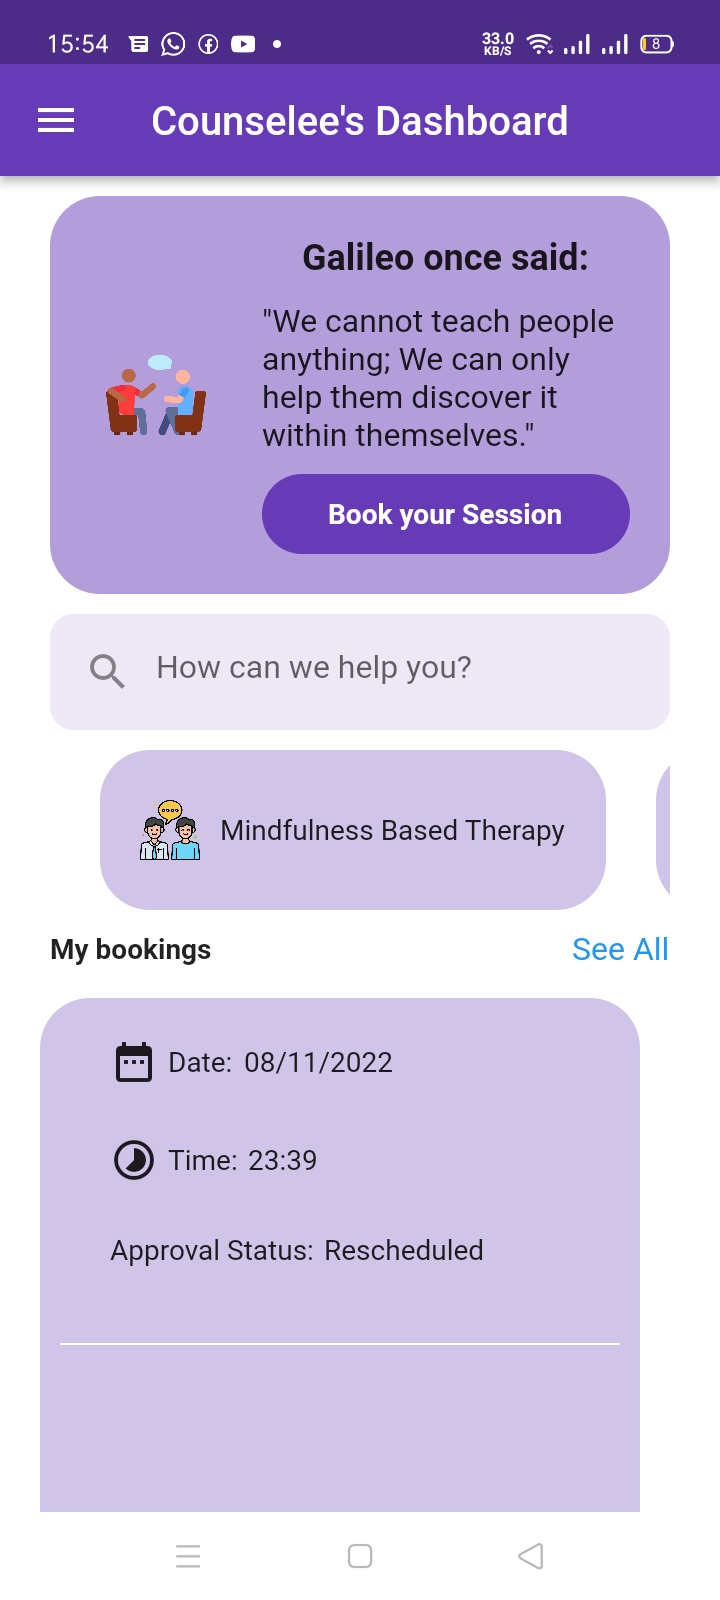 15:54
33.0
KB/S
8
Counselee's Dashboard
Galileo once said:
"We cannot teach people
anything; We can only
help them discover it
within themselves."
Book your Session
How can we help you?
Mindfulness Based Therapy
My bookings
See All
Date: 08/11/2022
Time: 23:39
Approval Status: Rescheduled